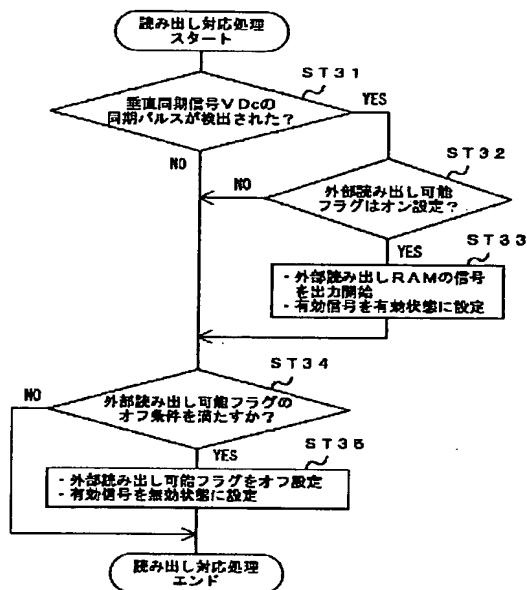 読み出し対応処理
スタート
ST31
垂直同期信号VDcの
同期パルスが検出された?
YES
NO
ST32
外部読み出し可能
フラグはオン設定?
NO
YES
ST33
- 外部読み出しRAMの信号
を出力開始
- 有効信号を有効状態に設定
ST34
外部読み出し可能フラグの
オフ条件を満たすか?
NO
YES
ST35
- 外部読み出し可能フラグをオフ設定
- 有効信号を無効状態に設定
読み出し対応処理
エンド